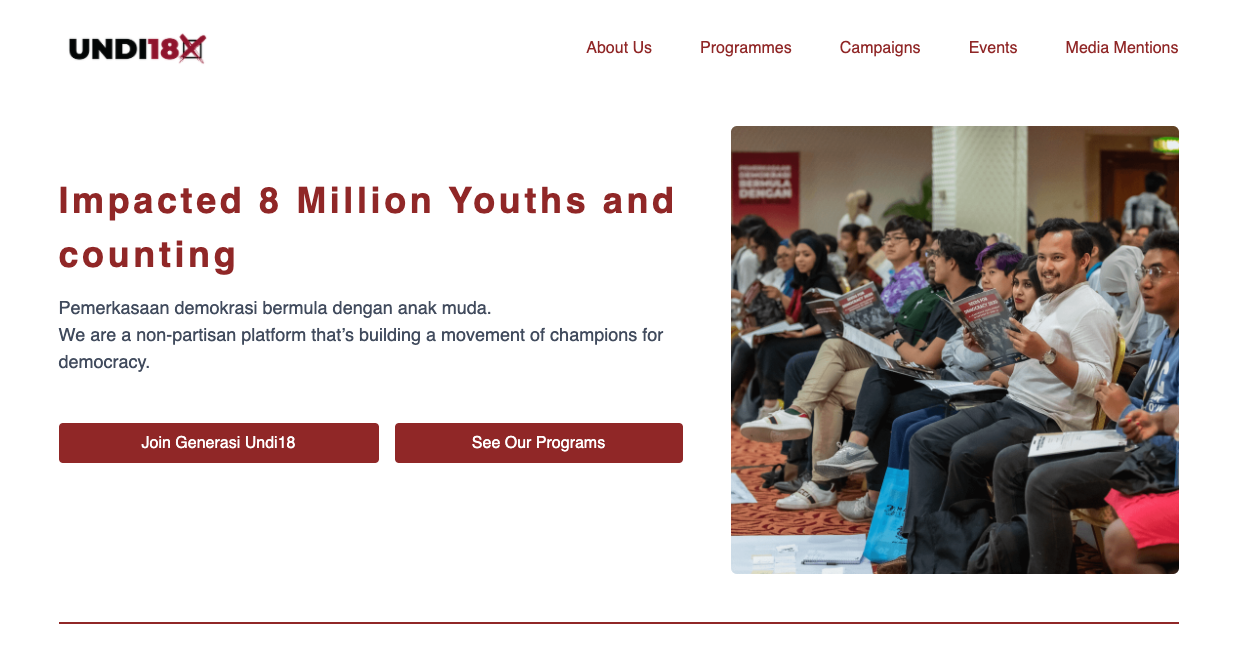 UNDI18
About Us
Programmes
Campaigns
Events
Media Mentions
Impacted 8 Million Youths and
counting
Pemerkasaan demokrasi bermula dengan anak muda.
We are a non-partisan platform that’s building a movement of champions for
democracy.
Join Generasi Undi18
See Our Programs
PEMERKASAAN
DEMOKRASI
BERMULA
DENGAN